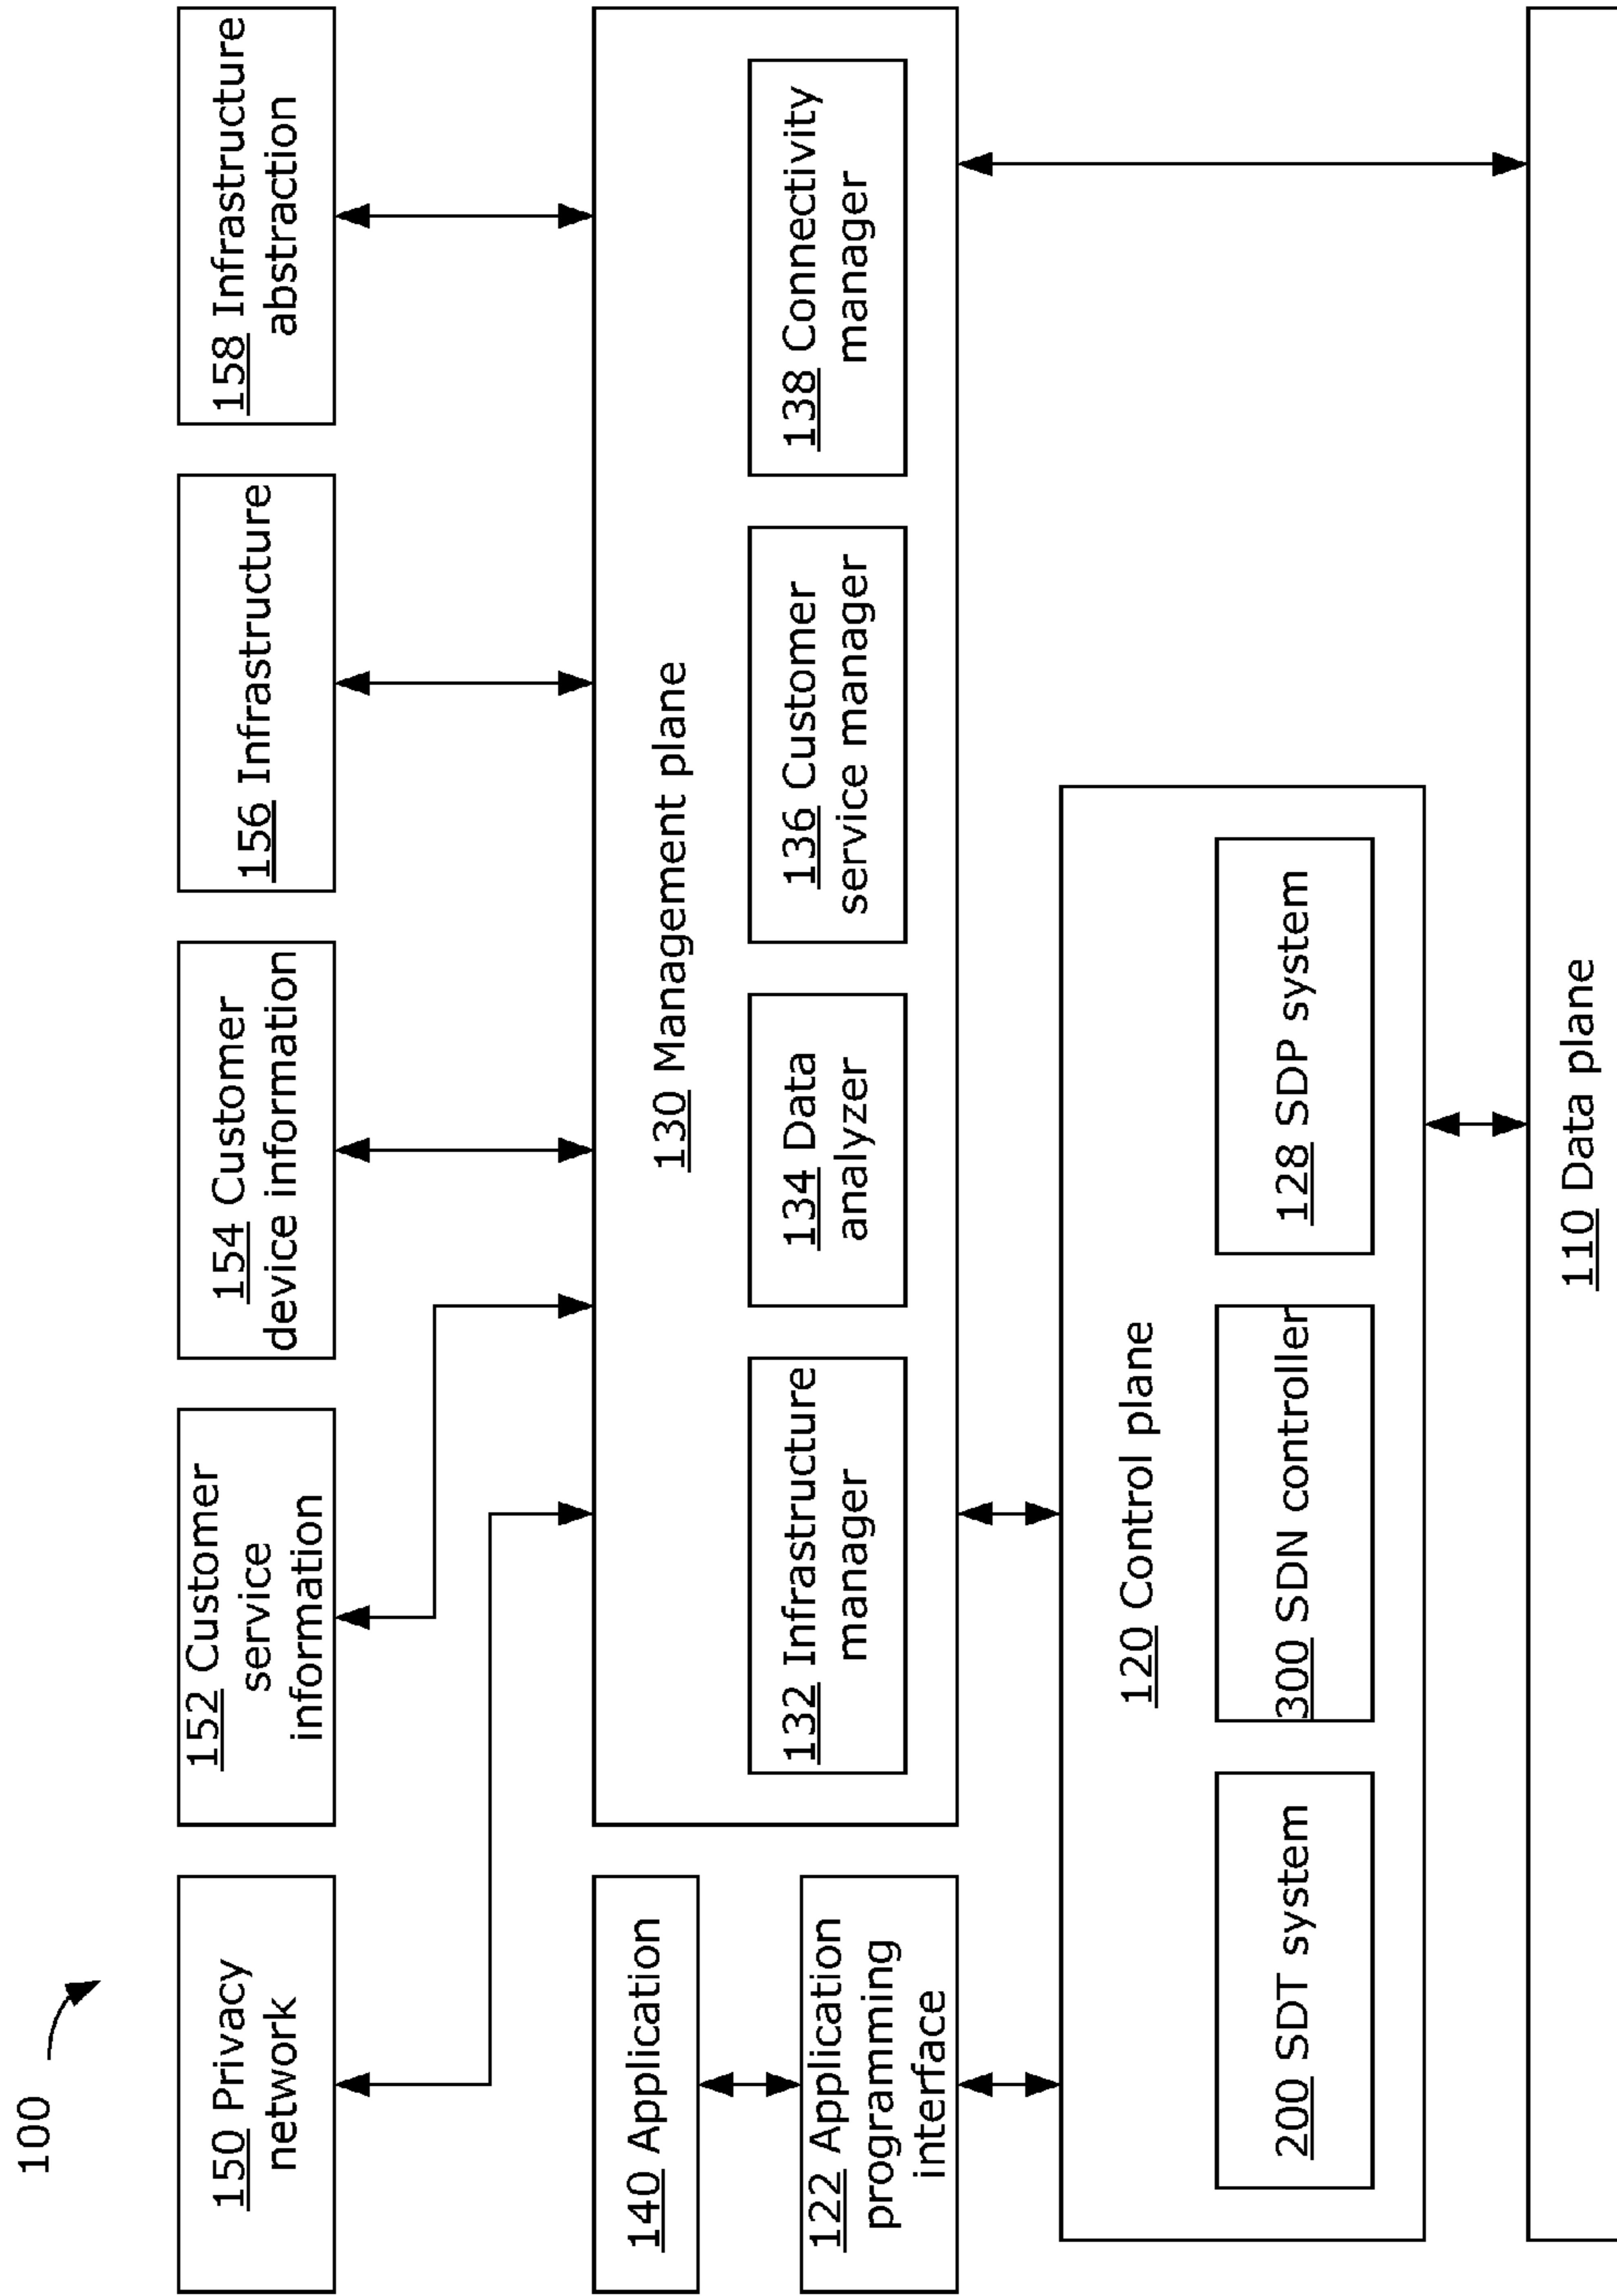 100
150 Privacy
network
152 Customer
service
information
154 Customer
device information
156 Infrastructure
158 Infrastructure
abstraction
140 Application
122 Application
programming
interface
130 Management plane
132 Infrastructure
manager
134 Data
analyzer
136 Customer
service manager
138 Connectivity
manager
120 Control plane
200 SDT system
300 SDN controller
128 SDP system
110 Data plane